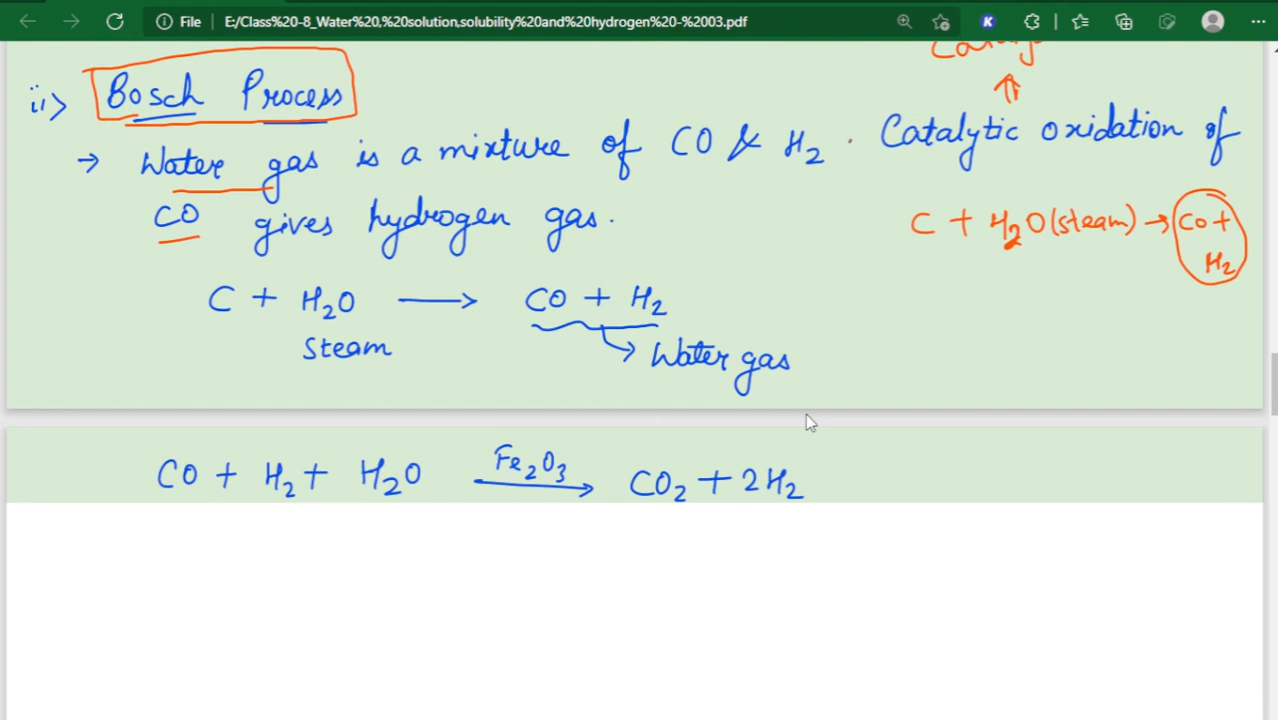 File E:/Class%20-8_Water%20,%20solution,solubility%20and%20hydrogen%20-%2003.pdf
ii> Bosch Process
→ Water gas is a mixture of CO & H2. Catalytic oxidation of
CO gives hydrogen gas.
C + H2O(steam) → CO +
H2
C + H2O → CO + H2
Steam
→ Water gas
CO + H2 + H2O Fe2O3 → CO2 + 2H2